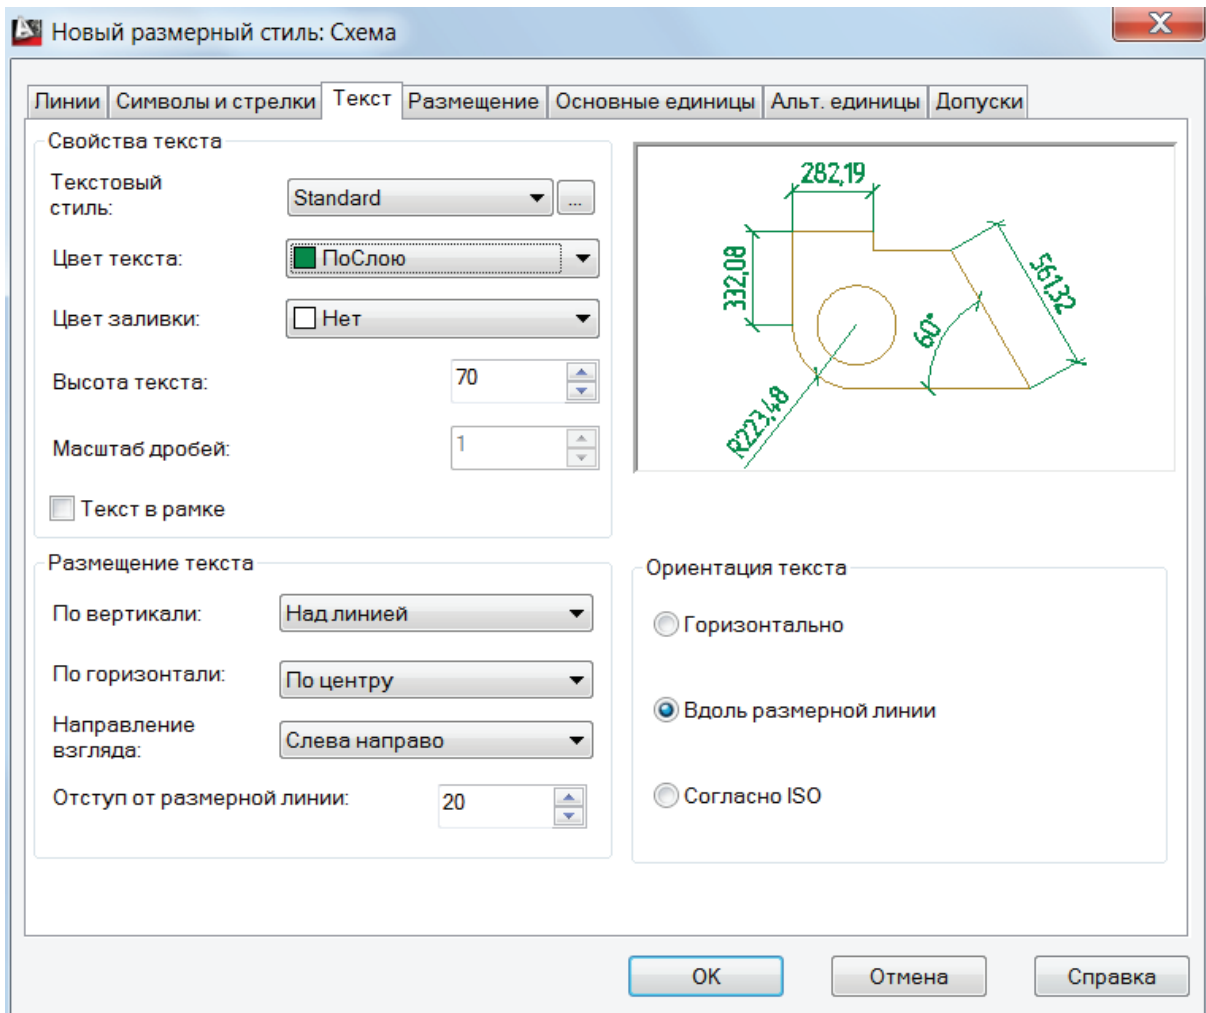 Новый размерный стиль: Схема
Линии
Символы и стрелки
Текст
Размещение
Основные единицы
Альт. единицы
Допуски
Свойства текста
Текстовый
стиль:
Standard
...
Цвет текста:
ПоСлою
Цвет заливки:
Нет
Высота текста:
70
Масштаб дробей:
1
Текст в рамке
282,19
332,08
561,32
60°
R223,48
Размещение текста
По вертикали:
Над линией
По горизонтали:
По центру
Направление
взгляда:
Слева направо
Отступ от размерной линии:
20
Ориентация текста
Горизонтально
Вдоль размерной линии
Согласно ISO
OK
Отмена
Справка